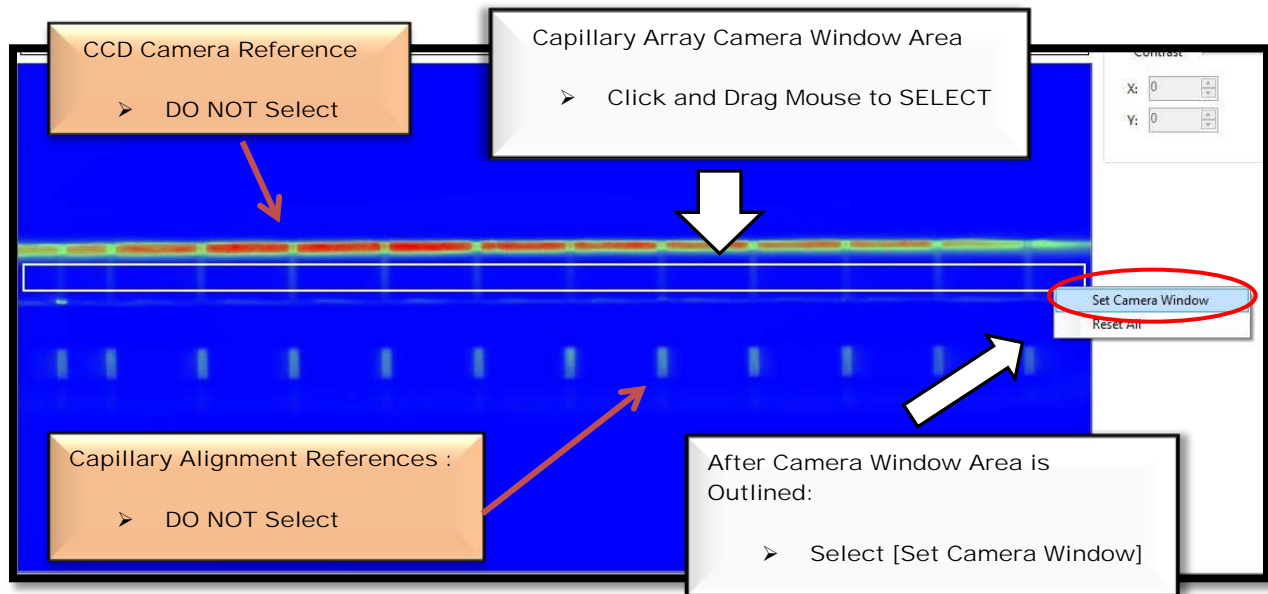 CCD Camera Reference
➢ DO NOT Select
Capillary Array Camera Window Area
➢ Click and Drag Mouse to SELECT
Contrast
X: 0
Y: 0
Set Camera Window
Reset All
Capillary Alignment References :
➢ DO NOT Select
After Camera Window Area is
Outlined:
➢ Select [Set Camera Window]